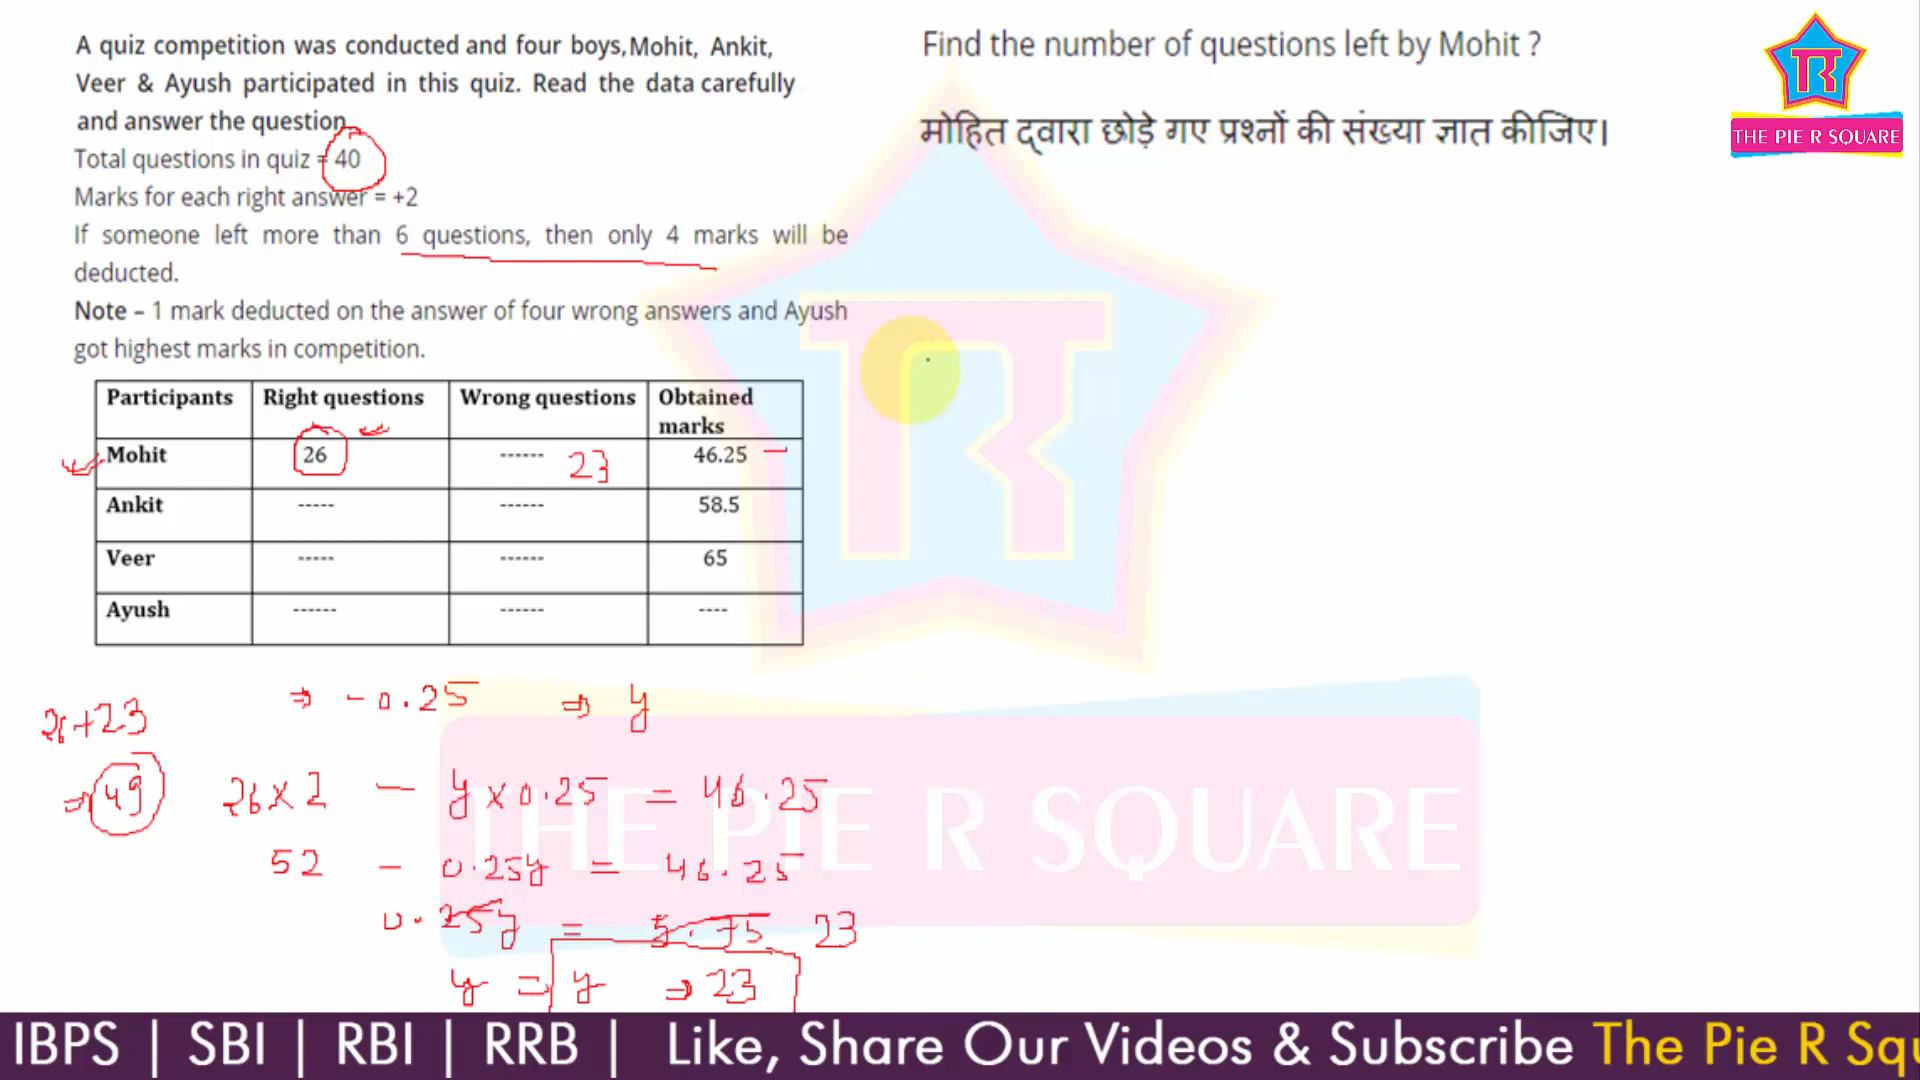 A quiz competition was conducted and four boys, Mohit, Ankit,
Veer & Ayush participated in this quiz. Read the data carefully
and answer the question
Total questions in quiz = 40
Marks for each right answer = +2
If someone left more than 6 questions, then only 4 marks will be
deducted.
Note – 1 mark deducted on the answer of four wrong answers and Ayush
got highest marks in competition.
Participants Right questions Wrong questions Obtained
marks
Mohit 26 ------ 23 46.25
Ankit ----- ------ 58.5
Veer ----- ------ 65
Ayush ------ ------ ----
⇒ -0.25 ⇒ y
26+23
⇒ 49
26×2 — y×0.25 = 46.25
52 - 0.25y = 46.25
0.25y = 5.75 23
y = y ⇒ 23
Find the number of questions left by Mohit ?
मोहित द्वारा छोड़े गए प्रश्नों की संख्या ज्ञात कीजिए।
THE PIE R SQUARE
THE PIE R SQUARE
IBPS | SBI | RBI | RRB | Like, Share Our Videos & Subscribe The Pie R Squ